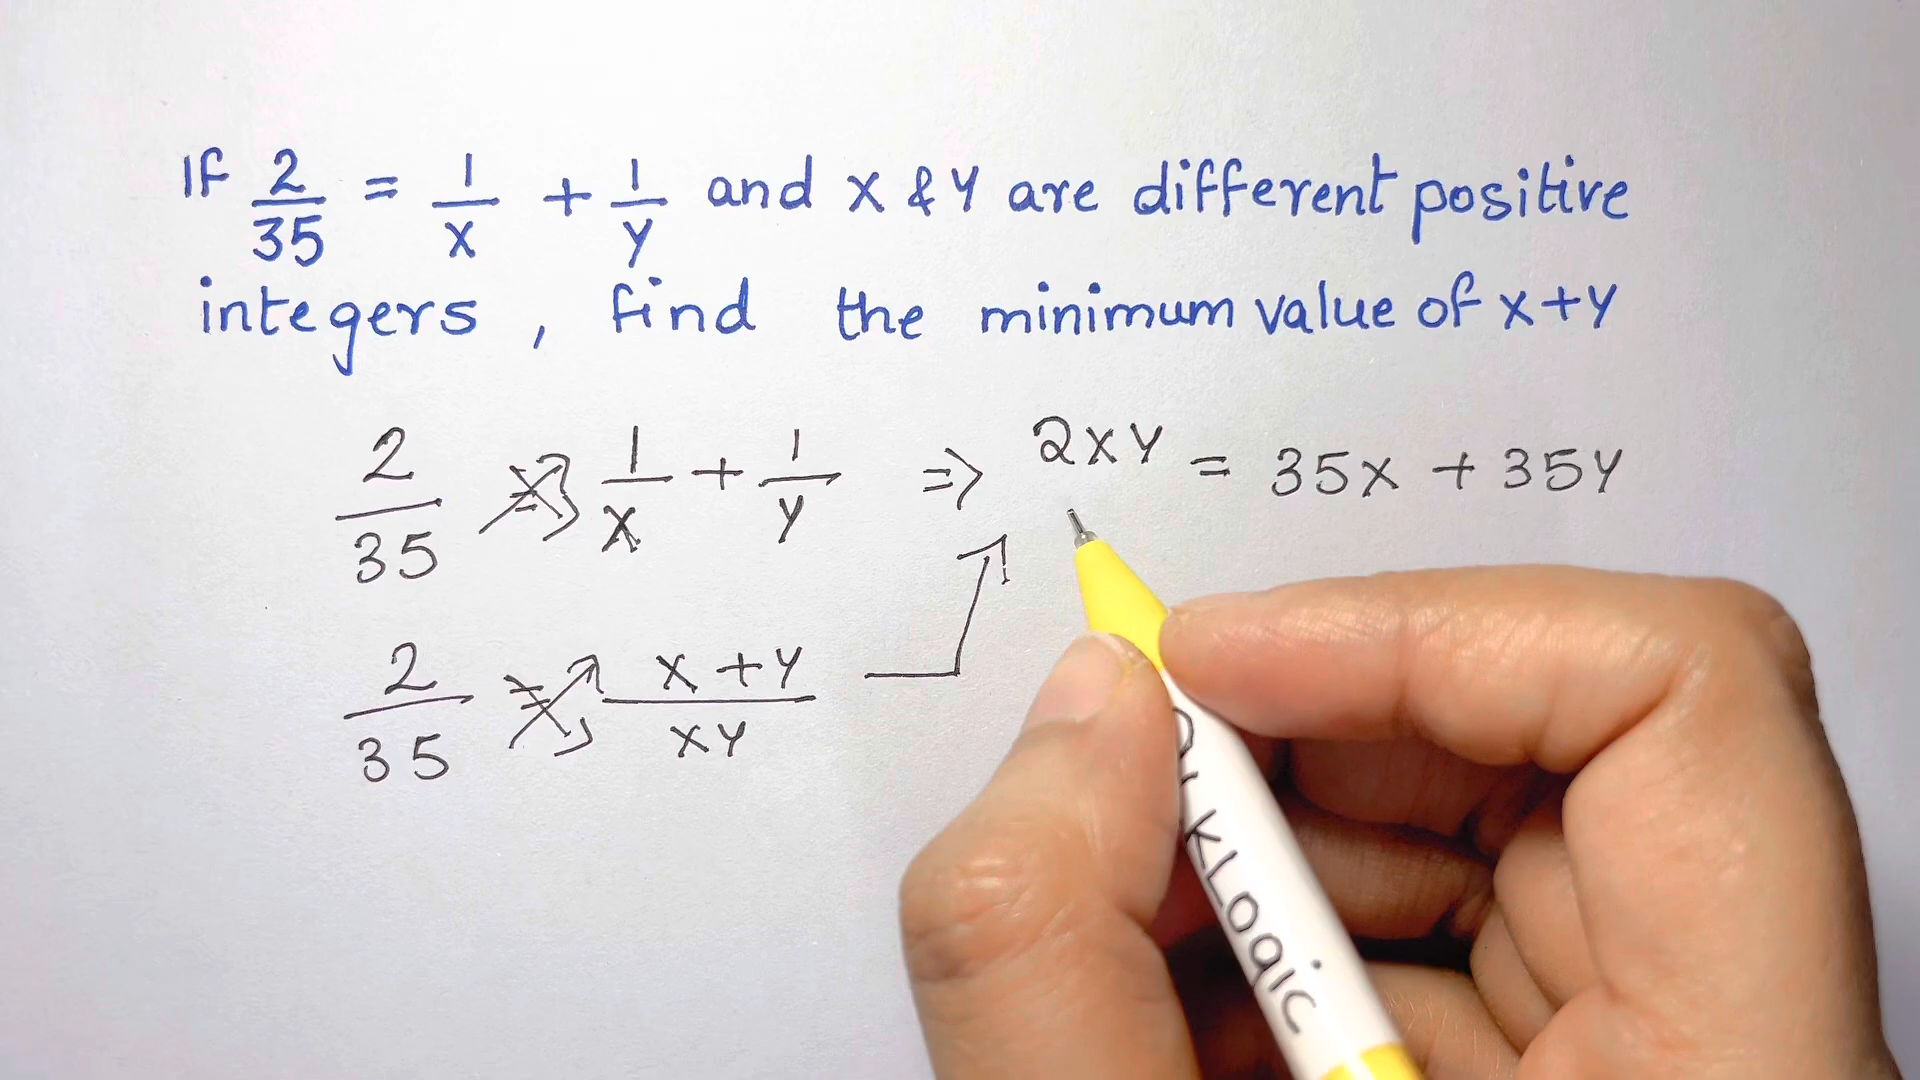 If 2/35 = 1/x + 1/y and x & y are different positive
integers, find the minimum value of x+y
2/35 = 1/x + 1/y ⇒ 2xy = 35x + 35y
2/35 = x+y/xy
kLogic